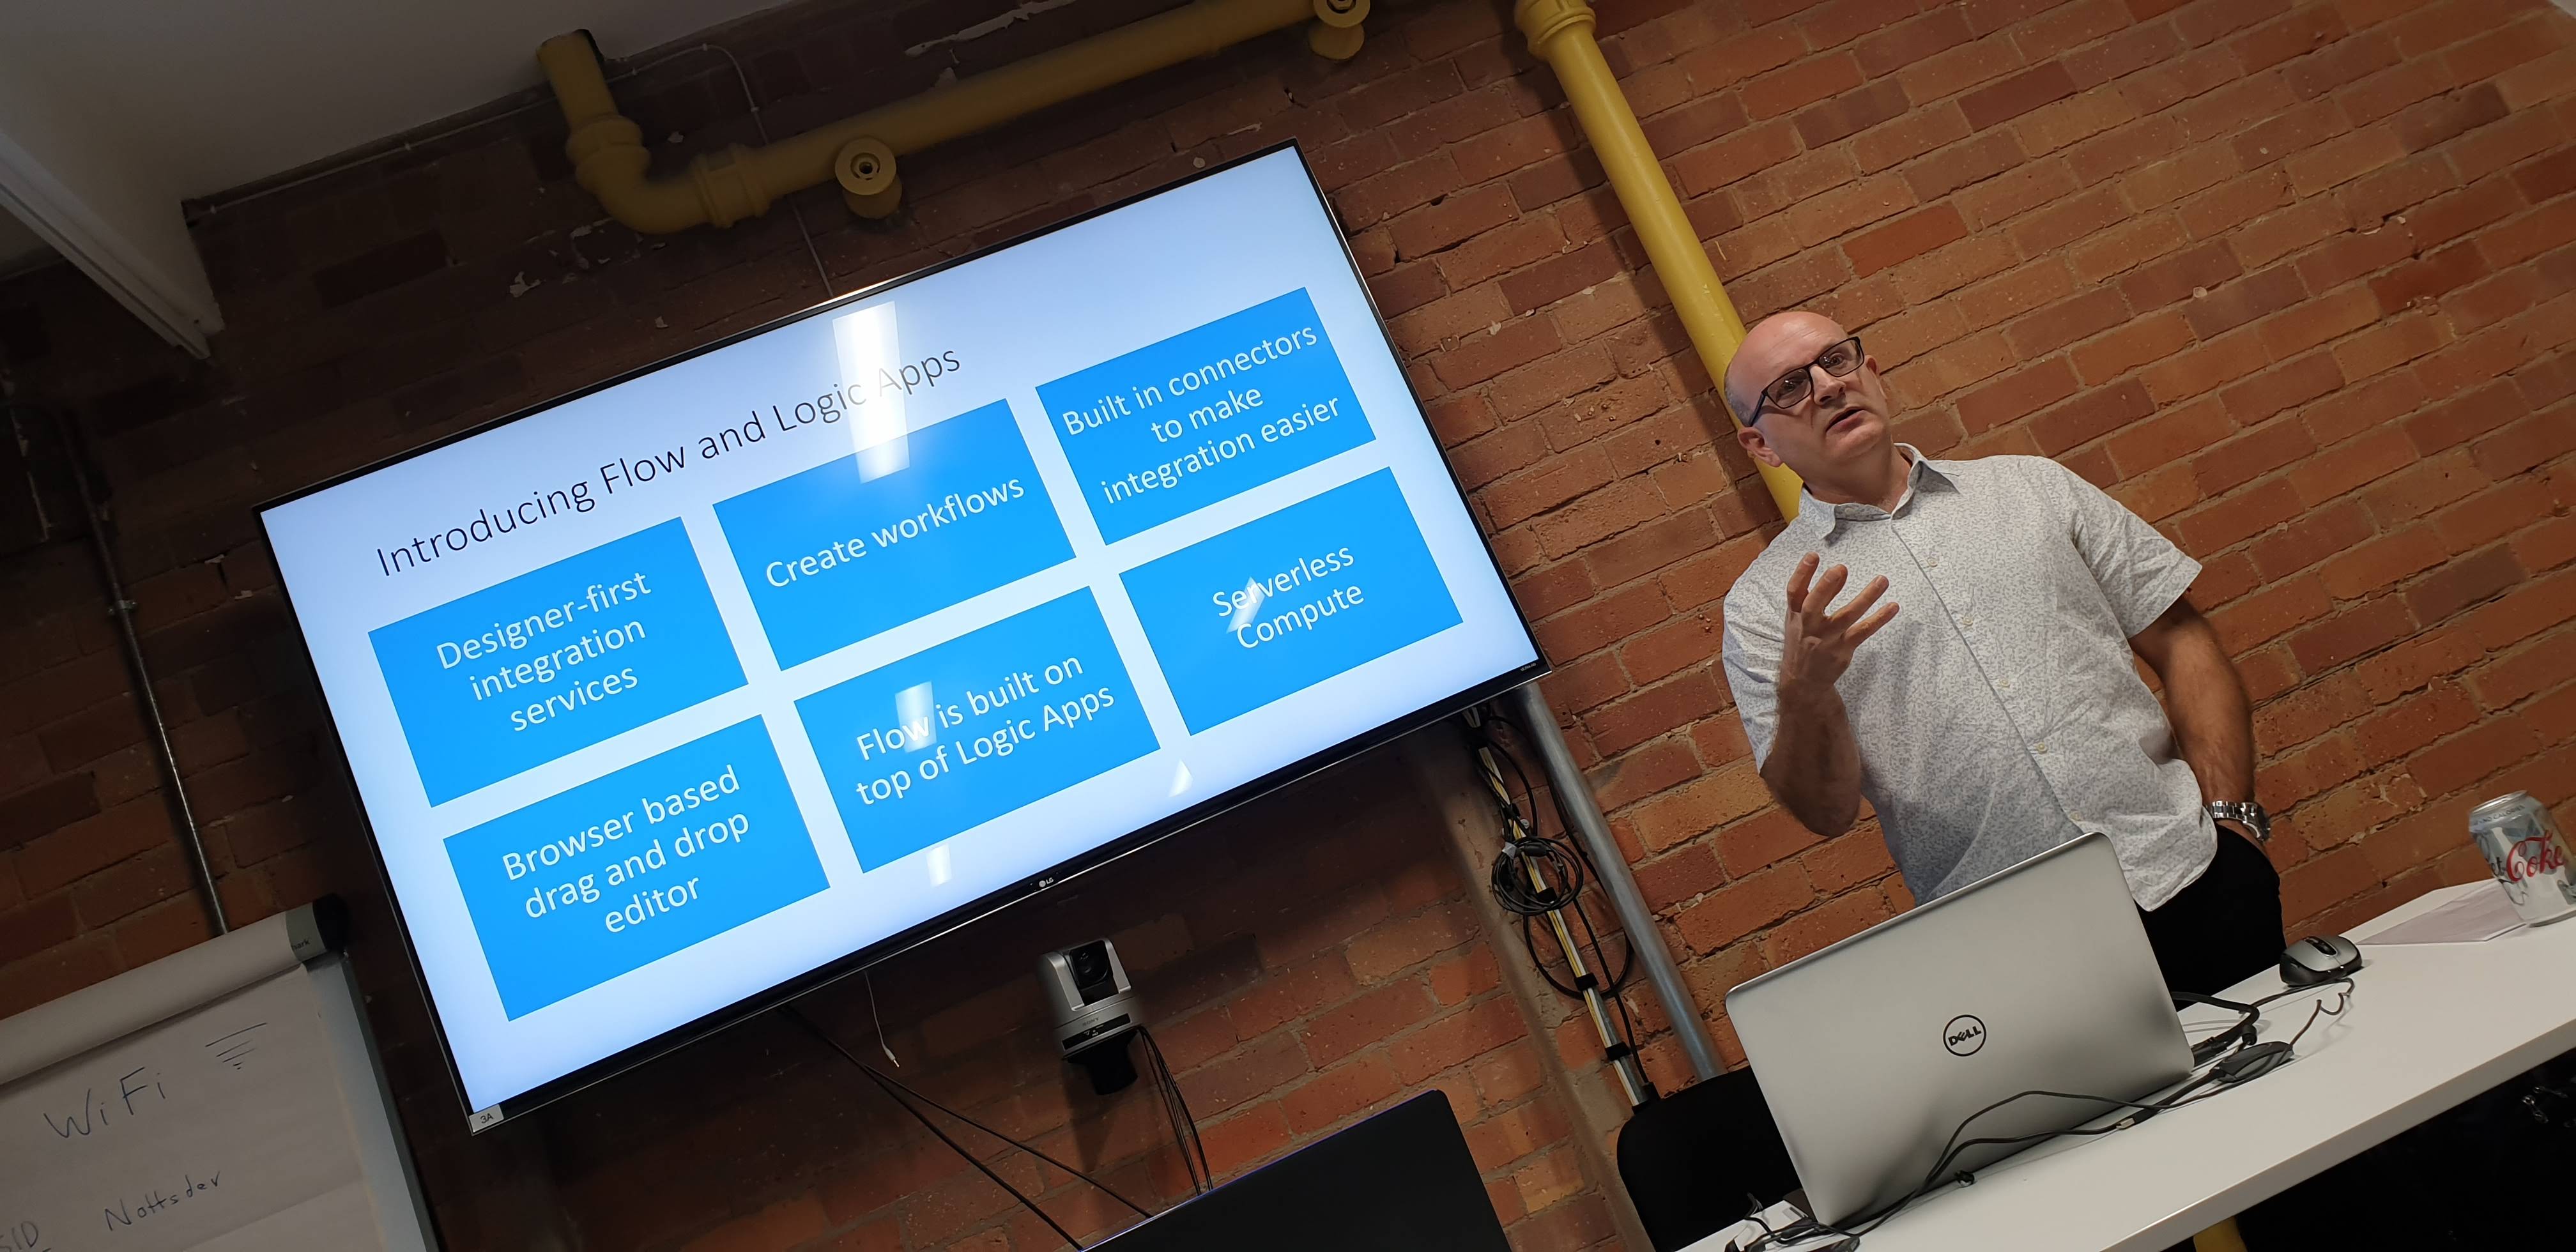 Introducing Flow and Logic Apps
Designer-first
integration
services
Create workflows
Built in connectors
to make
integration easier
Browser based
drag and drop
editor
Flow is built on
top of Logic Apps
Serverless
Compute
LG
3A
WiFi
Nottsdev
DELL
Coke